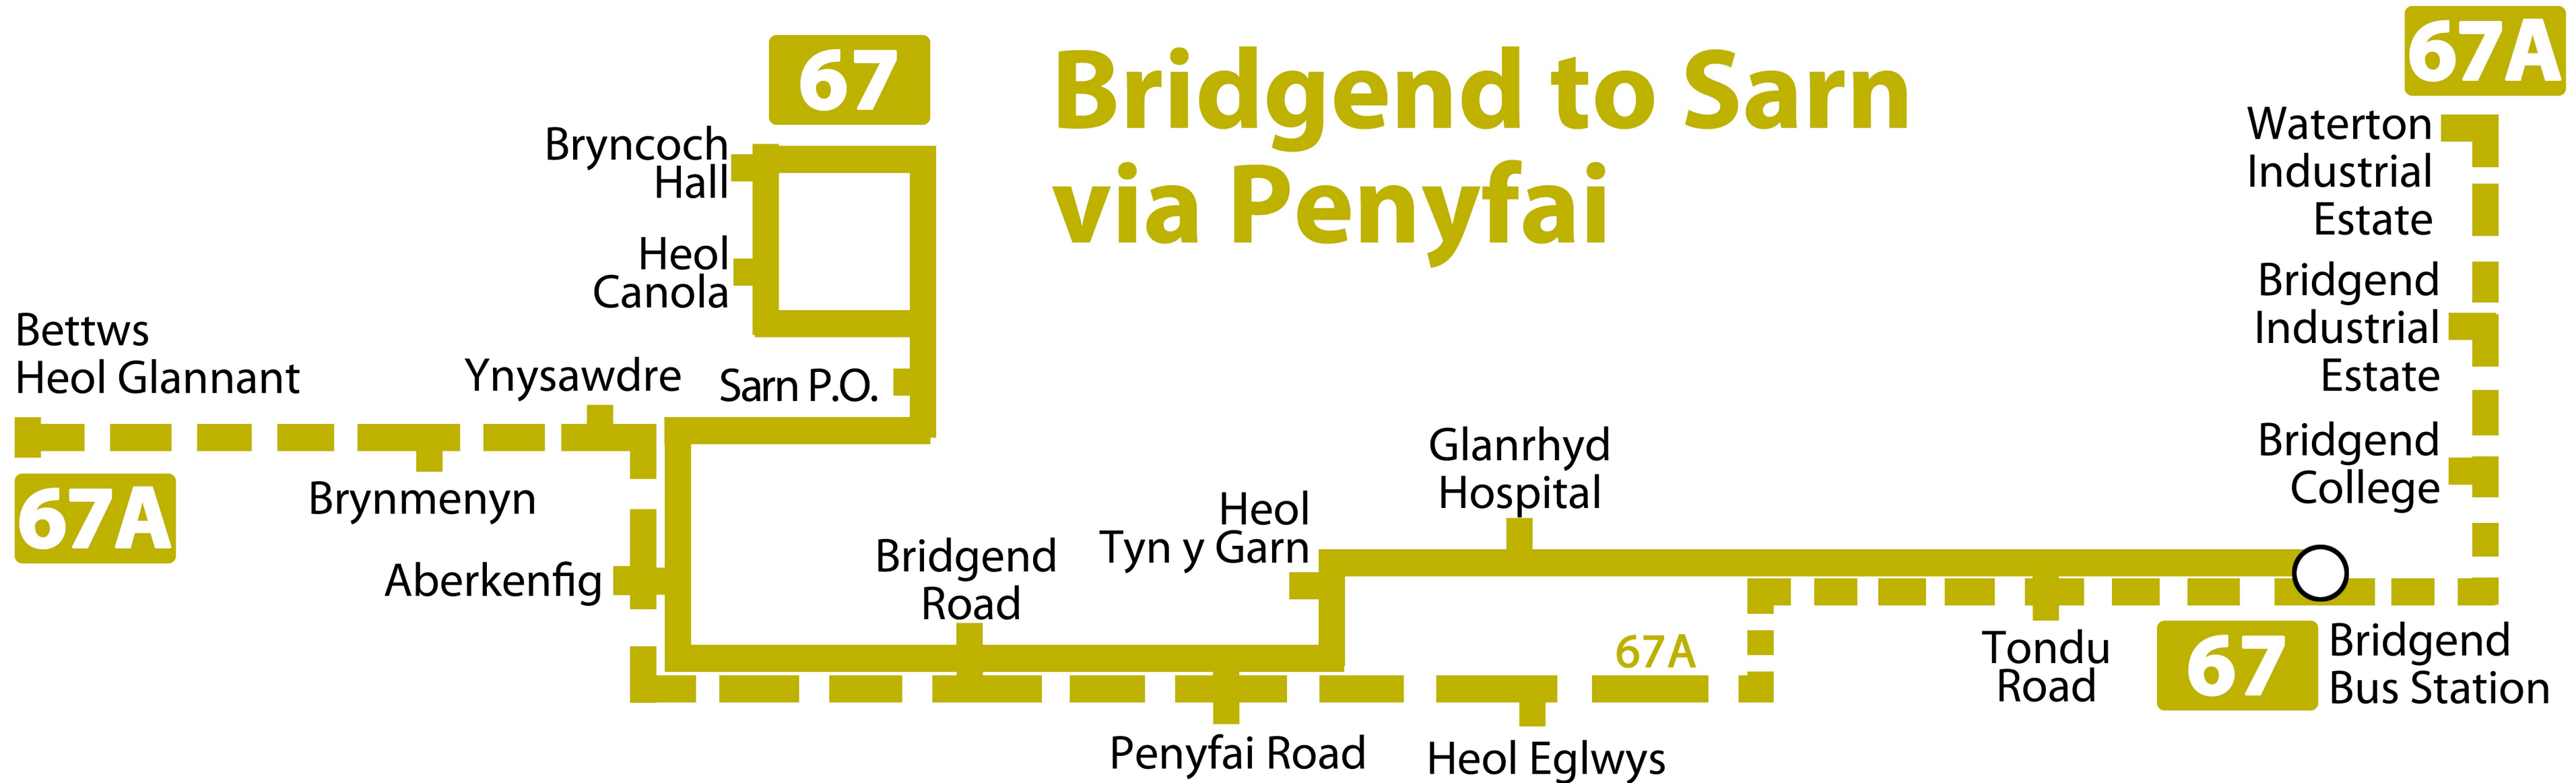 67
Bridgend to Sarn
via Penyfai
67A
Bryncoch
Hall
Heol
Canola
Waterton
Industrial
Estate
Bridgend
Industrial
Estate
Bridgend
College
Bettws
Heol Glannant
Ynysawdre
Sarn P.O.
67A
Brynmenyn
Aberkenfig
Bridgend
Road
Heol
Tyn y Garn
Glanrhyd
Hospital
67A
Tondu
Road
67
Bridgend
Bus Station
Penyfai Road
Heol Eglwys